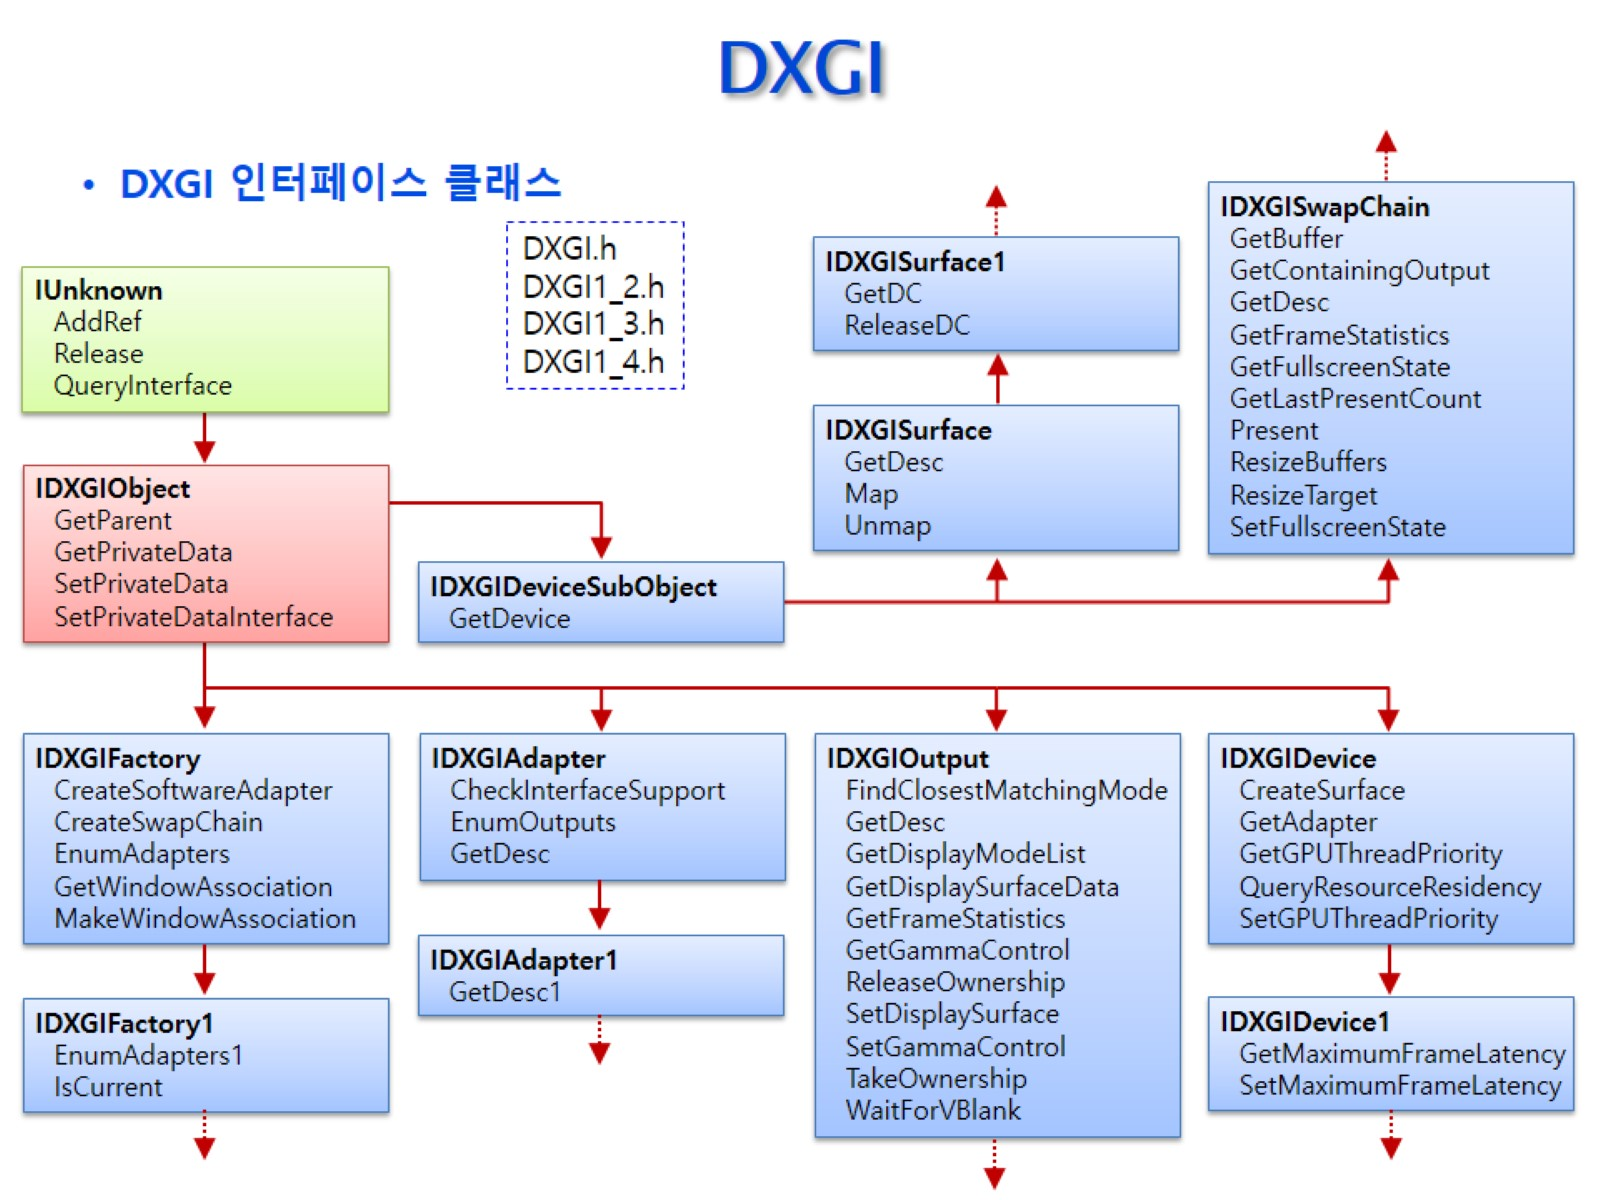 DXGI
• DXGI 인터페이스 클래스
DXGI.h
DXGI1_2.h
DXGI1_3.h
DXGI1_4.h
IUnknown
AddRef
Release
QueryInterface
IDXGIObject
GetParent
GetPrivateData
SetPrivateData
SetPrivateDataInterface
IDXGIDeviceSubObject
GetDevice
IDXGISurface1
GetDC
ReleaseDC
IDXGISurface
GetDesc
Map
Unmap
IDXGISwapChain
GetBuffer
GetContainingOutput
GetDesc
GetFrameStatistics
GetFullscreenState
GetLastPresentCount
Present
ResizeBuffers
ResizeTarget
SetFullscreenState
IDXGIFactory
CreateSoftwareAdapter
CreateSwapChain
EnumAdapters
GetWindowAssociation
MakeWindowAssociation
IDXGIFactory1
EnumAdapters1
IsCurrent
IDXGIAdapter
CheckInterfaceSupport
EnumOutputs
GetDesc
IDXGIAdapter1
GetDesc1
IDXGIOutput
FindClosestMatchingMode
GetDesc
GetDisplayModeList
GetDisplaySurfaceData
GetFrameStatistics
GetGammaControl
ReleaseOwnership
SetDisplaySurface
SetGammaControl
TakeOwnership
WaitForVBlank
IDXGIDevice
CreateSurface
GetAdapter
GetGPUThreadPriority
QueryResourceResidency
SetGPUThreadPriority
IDXGIDevice1
GetMaximumFrameLatency
SetMaximumFrameLatency